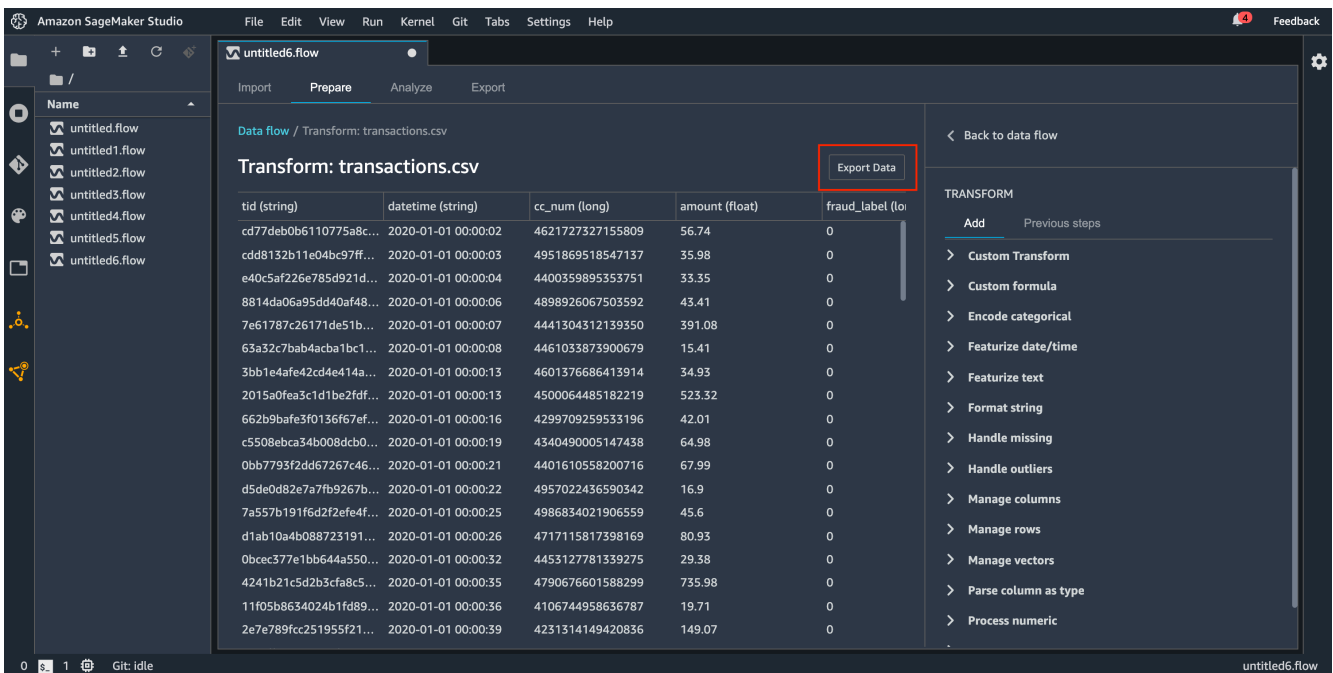 Amazon SageMaker Studio File Edit View Run Kernel Git Tabs Settings Help 4 Feedback
untitled6.flow
/
Import Prepare Analyze Export
Name
untitled.flow
untitled1.flow
untitled2.flow
untitled3.flow
untitled4.flow
untitled5.flow
untitled6.flow
Data flow / Transform: transactions.csv
Transform: transactions.csv
Export Data
tid (string) datetime (string) cc_num (long) amount (float) fraud_label (lo
cd77deb0b6110775a8c... 2020-01-01 00:00:02 4621727327155809 56.74 0
cdd8132b11e04bc97ff... 2020-01-01 00:00:03 4951869518547137 35.98 0
e40c5af226e785d921d... 2020-01-01 00:00:04 4400359895353751 33.35 0
8814da06a95dd40af48... 2020-01-01 00:00:06 4898926067503592 43.41 0
7e61787c26171de51b... 2020-01-01 00:00:07 4441304312139350 391.08 0
63a32c7bab4acba1bc1... 2020-01-01 00:00:08 4461033873900679 15.41 0
3bb1e4afe42cd4e414a... 2020-01-01 00:00:13 4601376686413914 34.93 0
2015a0fea3c1d1be2fdf... 2020-01-01 00:00:13 4500064485182219 523.32 0
662b9bafe3f0136f67ef... 2020-01-01 00:00:16 4299709259533196 42.01 0
c5508ebca34b008dcb0... 2020-01-01 00:00:19 4340490005147438 64.98 0
0bb7793f2dd67267c46... 2020-01-01 00:00:21 4401610558200716 67.99 0
d5de0d82e7a7fb9267b... 2020-01-01 00:00:22 4957022436590342 16.9 0
7a557b191f6d2f2efe4f... 2020-01-01 00:00:25 4986834021906559 45.6 0
d1ab10a4b088723191... 2020-01-01 00:00:26 4717115817398169 80.93 0
0bcec377e1bb644a550... 2020-01-01 00:00:32 4453127781339275 29.38 0
4241b21c5d2b3cfa8c5... 2020-01-01 00:00:35 4790676601588299 735.98 0
11f05b8634024b1fd89... 2020-01-01 00:00:36 4106744958636787 19.71 0
2e7e789fcc251955f21... 2020-01-01 00:00:39 4231314149420836 149.07 0
Back to data flow
TRANSFORM
Add Previous steps
Custom Transform
Custom formula
Encode categorical
Featurize date/time
Featurize text
Format string
Handle missing
Handle outliers
Manage columns
Manage rows
Manage vectors
Parse column as type
Process numeric
0 $_ 1 Git: idle untitled6.flow